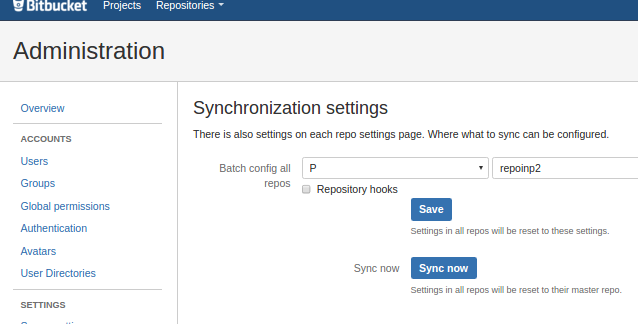 Bitbucket Projects Repositories
Administration
Overview
ACCOUNTS
Users
Groups
Global permissions
Authentication
Avatars
User Directories
SETTINGS
Synchronization settings
There is also settings on each repo settings page. Where what to sync can be configured.
Batch config all
repos
P
repoinp2
Repository hooks
Save
Settings in all repos will be reset to these settings.
Sync now
Sync now
Settings in all repos will be reset to their master repo.